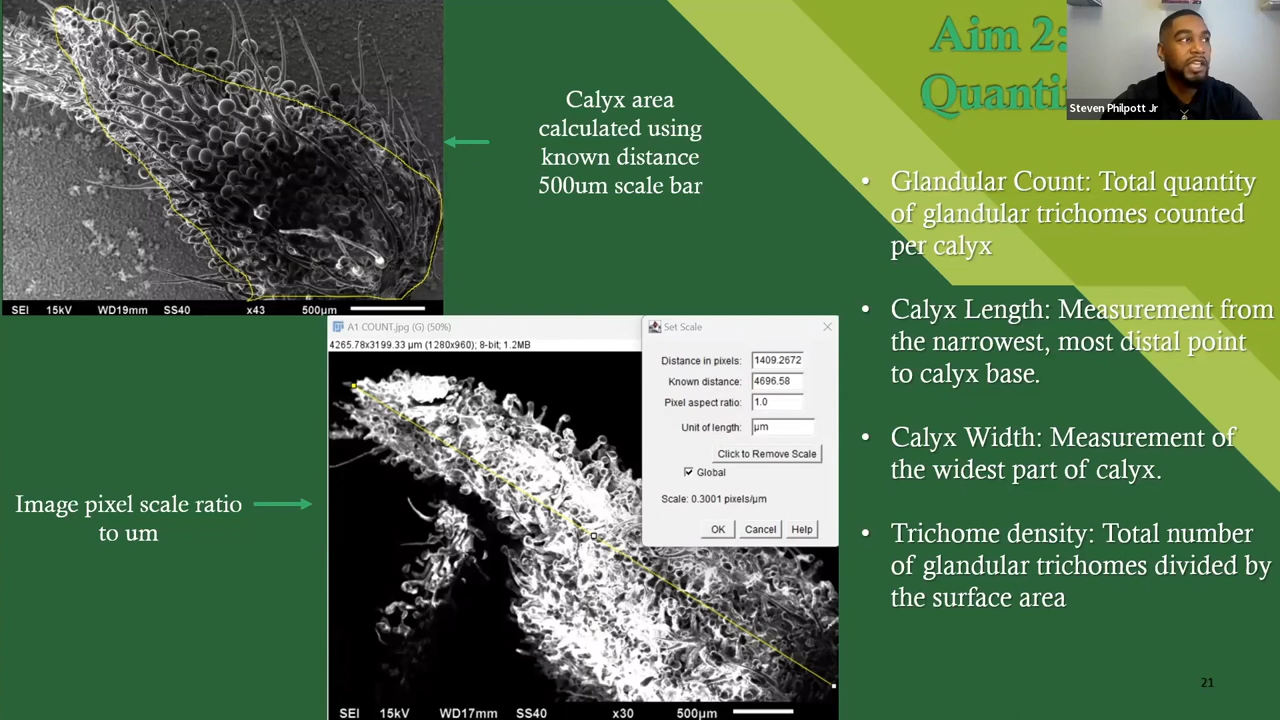 Aim 2:
Quanti
Steven Philpott Jr
Calyx area
calculated using
known distance
500um scale bar
SEI 15kV WD19mm SS40 x43 500μm
• Glandular Count: Total quantity
of glandular trichomes counted
per calyx
• Calyx Length: Measurement from
the narrowest, most distal point
to calyx base.
• Calyx Width: Measurement of
the widest part of calyx.
• Trichome density: Total number
of glandular trichomes divided by
the surface area
Image pixel scale ratio
to um
A1 COUNT.jpg (G) (50%)
4265.78x3199.33 µm (1280x960); 8-bit; 1.2MB
Set Scale
Distance in pixels: 1409.2672
Known distance: 4696.58
Pixel aspect ratio: 1.0
Unit of length: µm
Click to Remove Scale
Global
Scale: 0.3001 pixels/µm
OK Cancel Help
SEI 15kV WD17mm SS40 x30 500μm
21